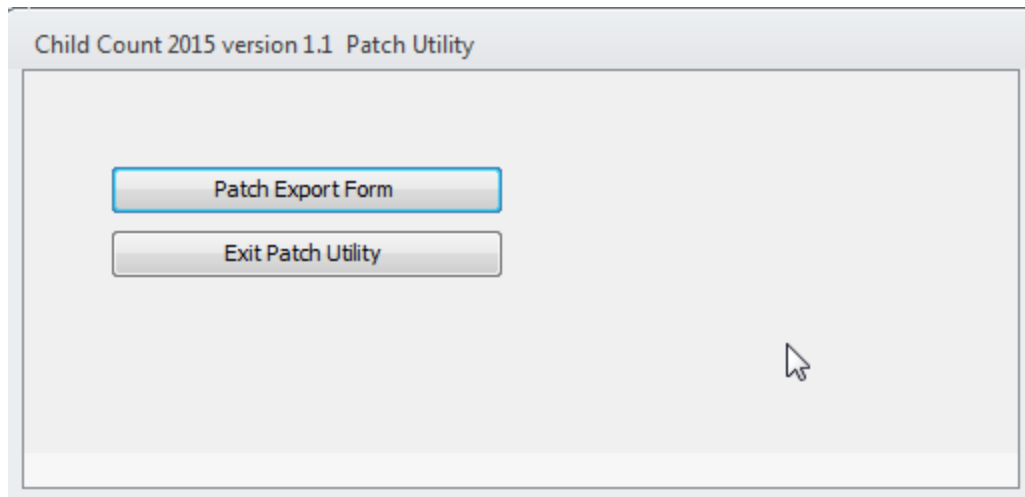 Child Count 2015 version 1.1 Patch Utility
Patch Export Form
Exit Patch Utility